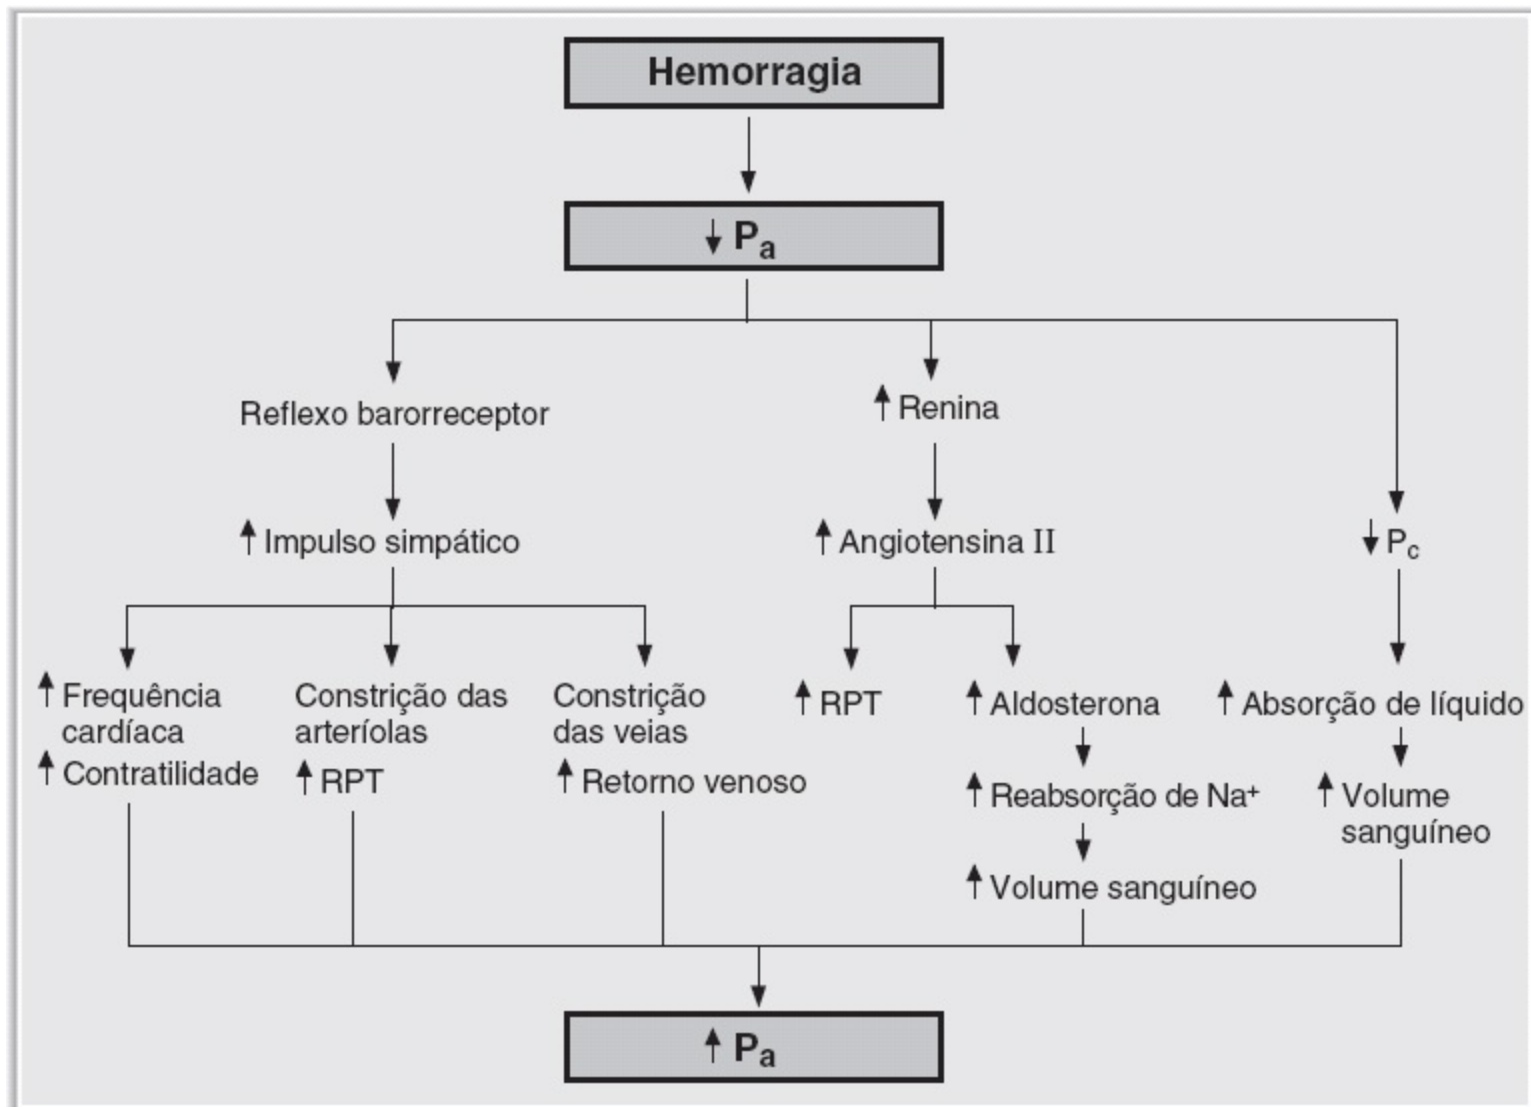 Hemorragia
↓ Pa
Reflexo barorreceptor
↑ Renina
↑ Impulso simpático
↑ Angiotensina II
↓ Pc
↑ Frequência
cardíaca
↑ Contratilidade
Constrição das
arteríolas
↑ RPT
Constrição
das veias
↑ Retorno venoso
↑ RPT
↑ Aldosterona
↑ Reabsorção de Na⁺
↑ Volume sanguíneo
↑ Absorção de líquido
↑ Volume
sanguíneo
↑ Pa